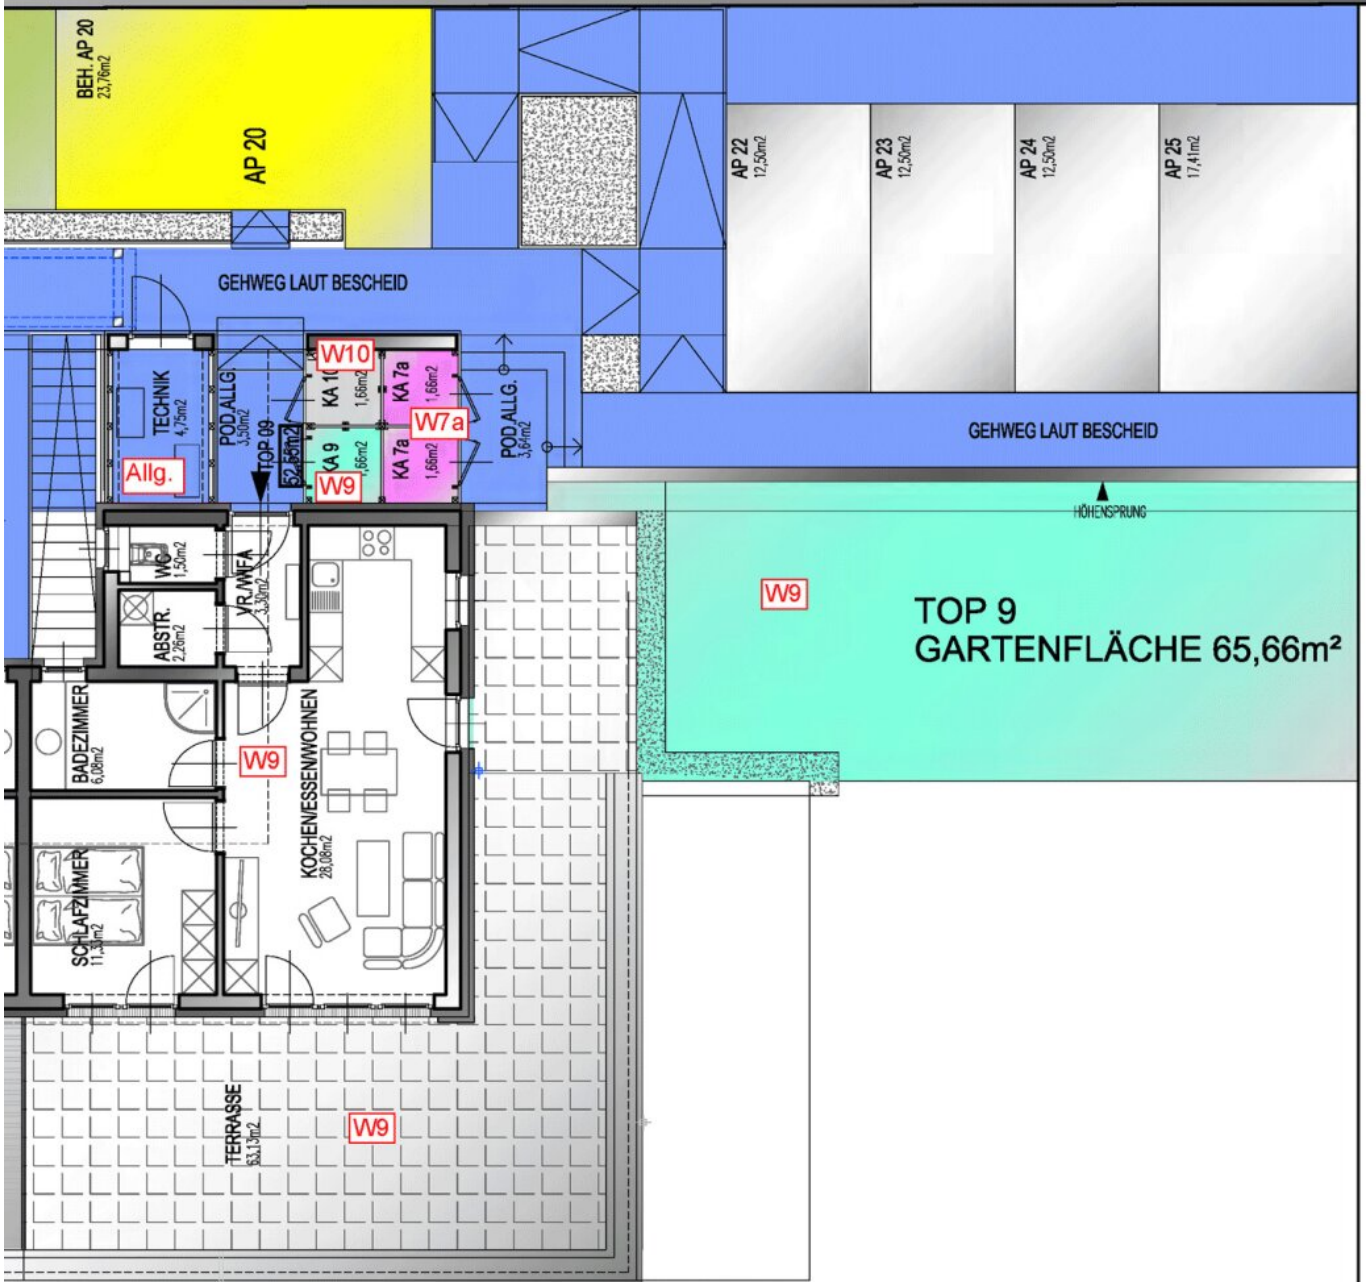 BEH. AP 20
23,76m2
AP 20
AP 22
12,50m2
AP 23
12,50m2
AP 24
12,50m2
AP 25
17,41m2
GEHWEG LAUT BESCHEID
TECHNIK
4,75m2
Allg.
POD.ALLG.
3,50m2
TOP 09
52,56m2
W10
KA 10
1,66m2
KA 7a
1,66m2
W7a
KA 9
1,66m2
W9
KA 7a
1,66m2
POD.ALLG.
3,64m2
GEHWEG LAUT BESCHEID
HÖHENSPRUNG
W9
TOP 9
GARTENFLÄCHE 65,66m²
WC
1,50m2
ABSTR.
2,26m2
VR./WIFA
3,30m2
BADEZIMMER
6,08m2
W9
KOCHEN/ESSEN/WOHNEN
28,08m2
SCHLAFZIMMER
11,33m2
TERRASSE
63,13m2
W9